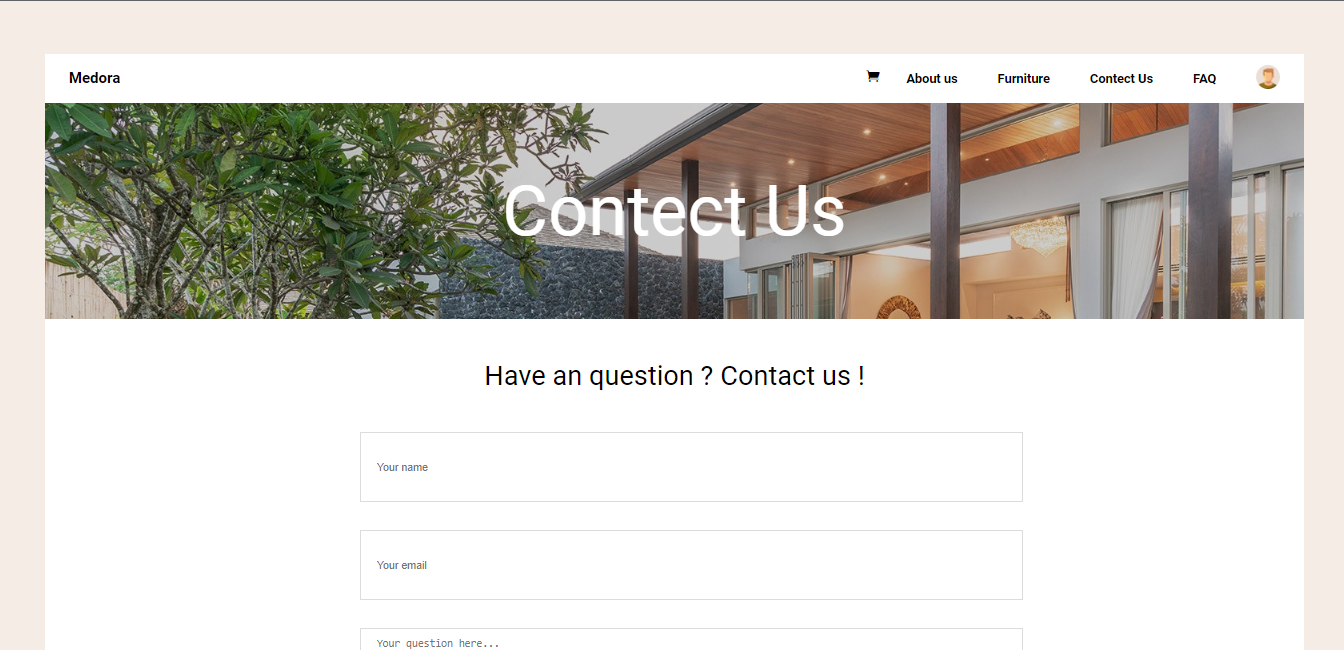 Medora
About us Furniture Contect Us FAQ
Contect Us
Have an question ? Contact us !
Your name
Your email
Your question here...